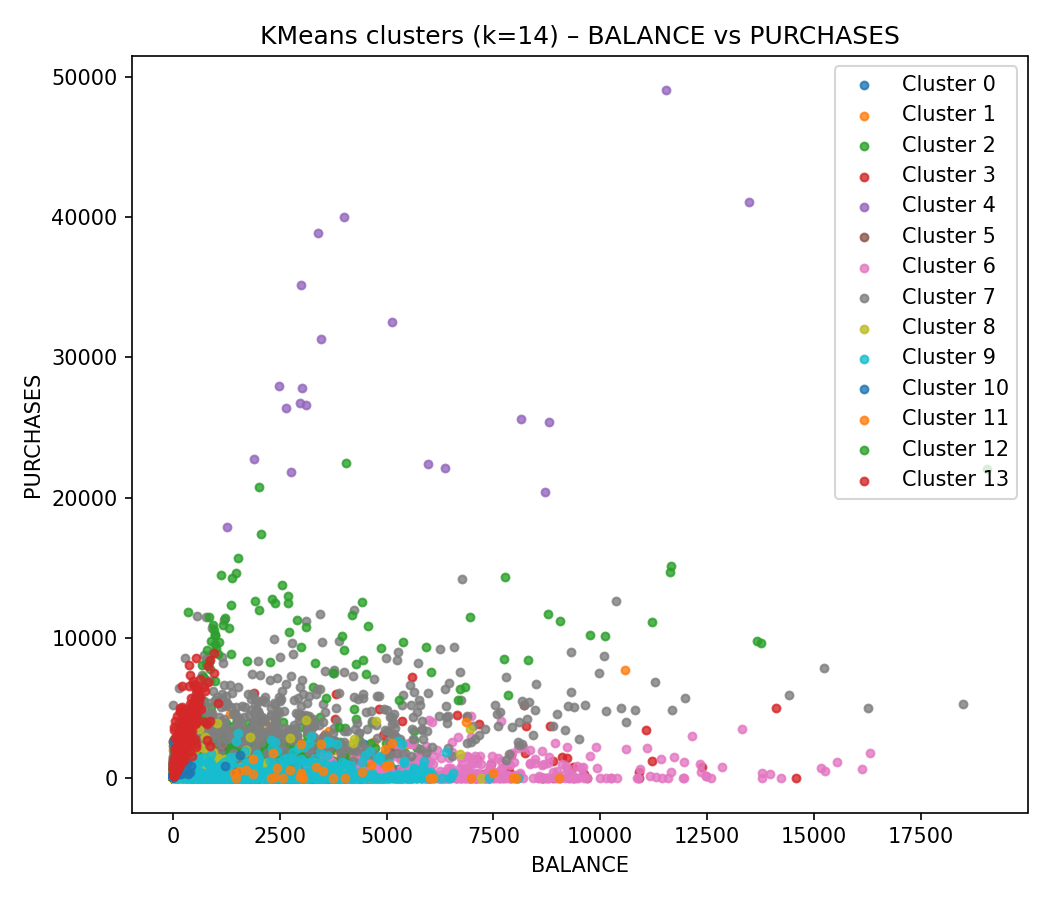 KMeans clusters (k=14) – BALANCE vs PURCHASES
50000
40000
30000
20000
10000
0
PURCHASES
0
2500
5000
7500
10000
12500
15000
17500
BALANCE
Cluster 0
Cluster 1
Cluster 2
Cluster 3
Cluster 4
Cluster 5
Cluster 6
Cluster 7
Cluster 8
Cluster 9
Cluster 10
Cluster 11
Cluster 12
Cluster 13